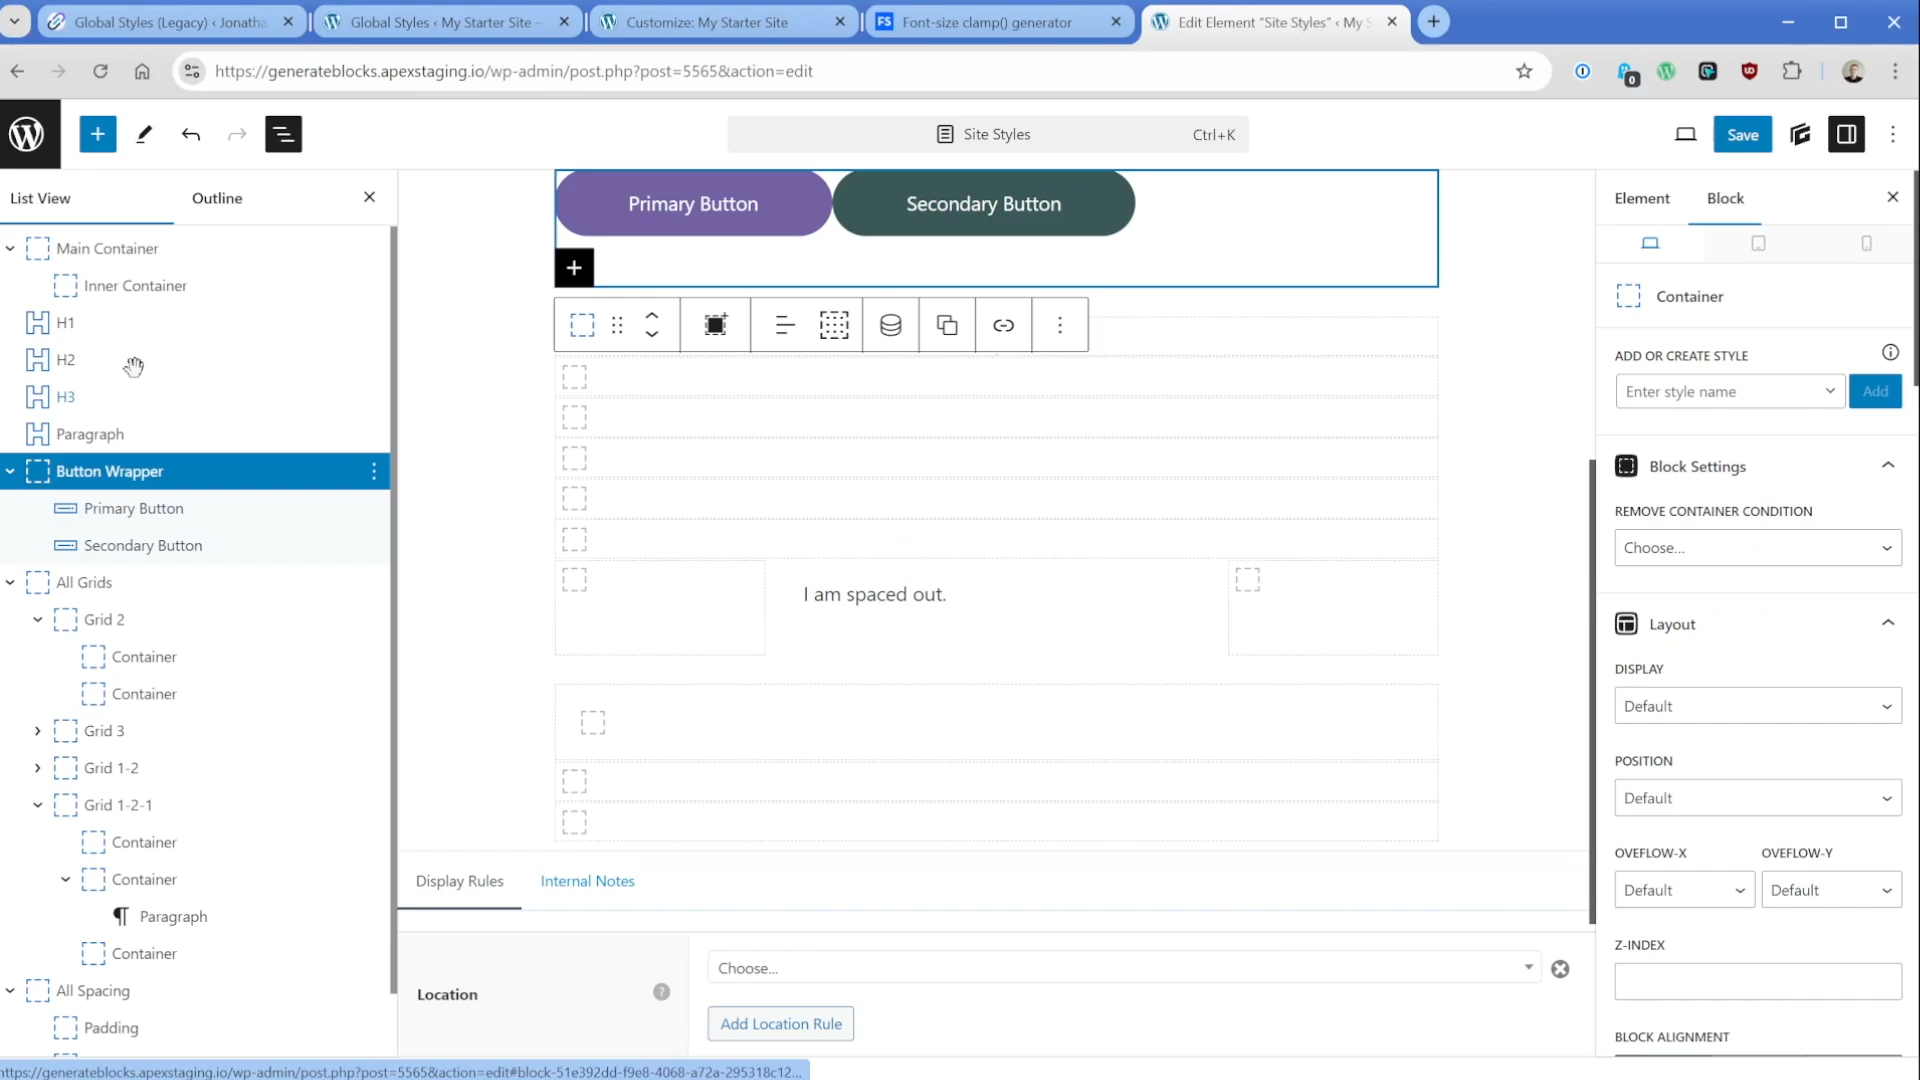 Global Styles (Legacy) ‹ Jonatha
Global Styles ‹ My Starter Site –
Customize: My Starter Site
FS Font-size clamp() generator
Edit Element "Site Styles" ‹ My S
https://generateblocks.apexstaging.io/wp-admin/post.php?post=5565&action=edit
0
Site Styles
Ctrl+K
Save
List View
Outline
Main Container
Inner Container
H1
H2
H3
Paragraph
Button Wrapper
Primary Button
Secondary Button
All Grids
Grid 2
Container
Container
Grid 3
Grid 1-2
Grid 1-2-1
Container
Container
Paragraph
Container
All Spacing
Padding
Primary Button
Secondary Button
I am spaced out.
Display Rules
Internal Notes
Location
?
Choose...
Add Location Rule
Element
Block
Container
ADD OR CREATE STYLE
Enter style name
Add
Block Settings
REMOVE CONTAINER CONDITION
Choose...
Layout
DISPLAY
Default
POSITION
Default
OVEFLOW-X
OVEFLOW-Y
Default
Default
Z-INDEX
BLOCK ALIGNMENT
https://generateblocks.apexstaging.io/wp-admin/post.php?post=5565&action=edit#block-51e392dd-f9e8-4068-a72a-295318c12...